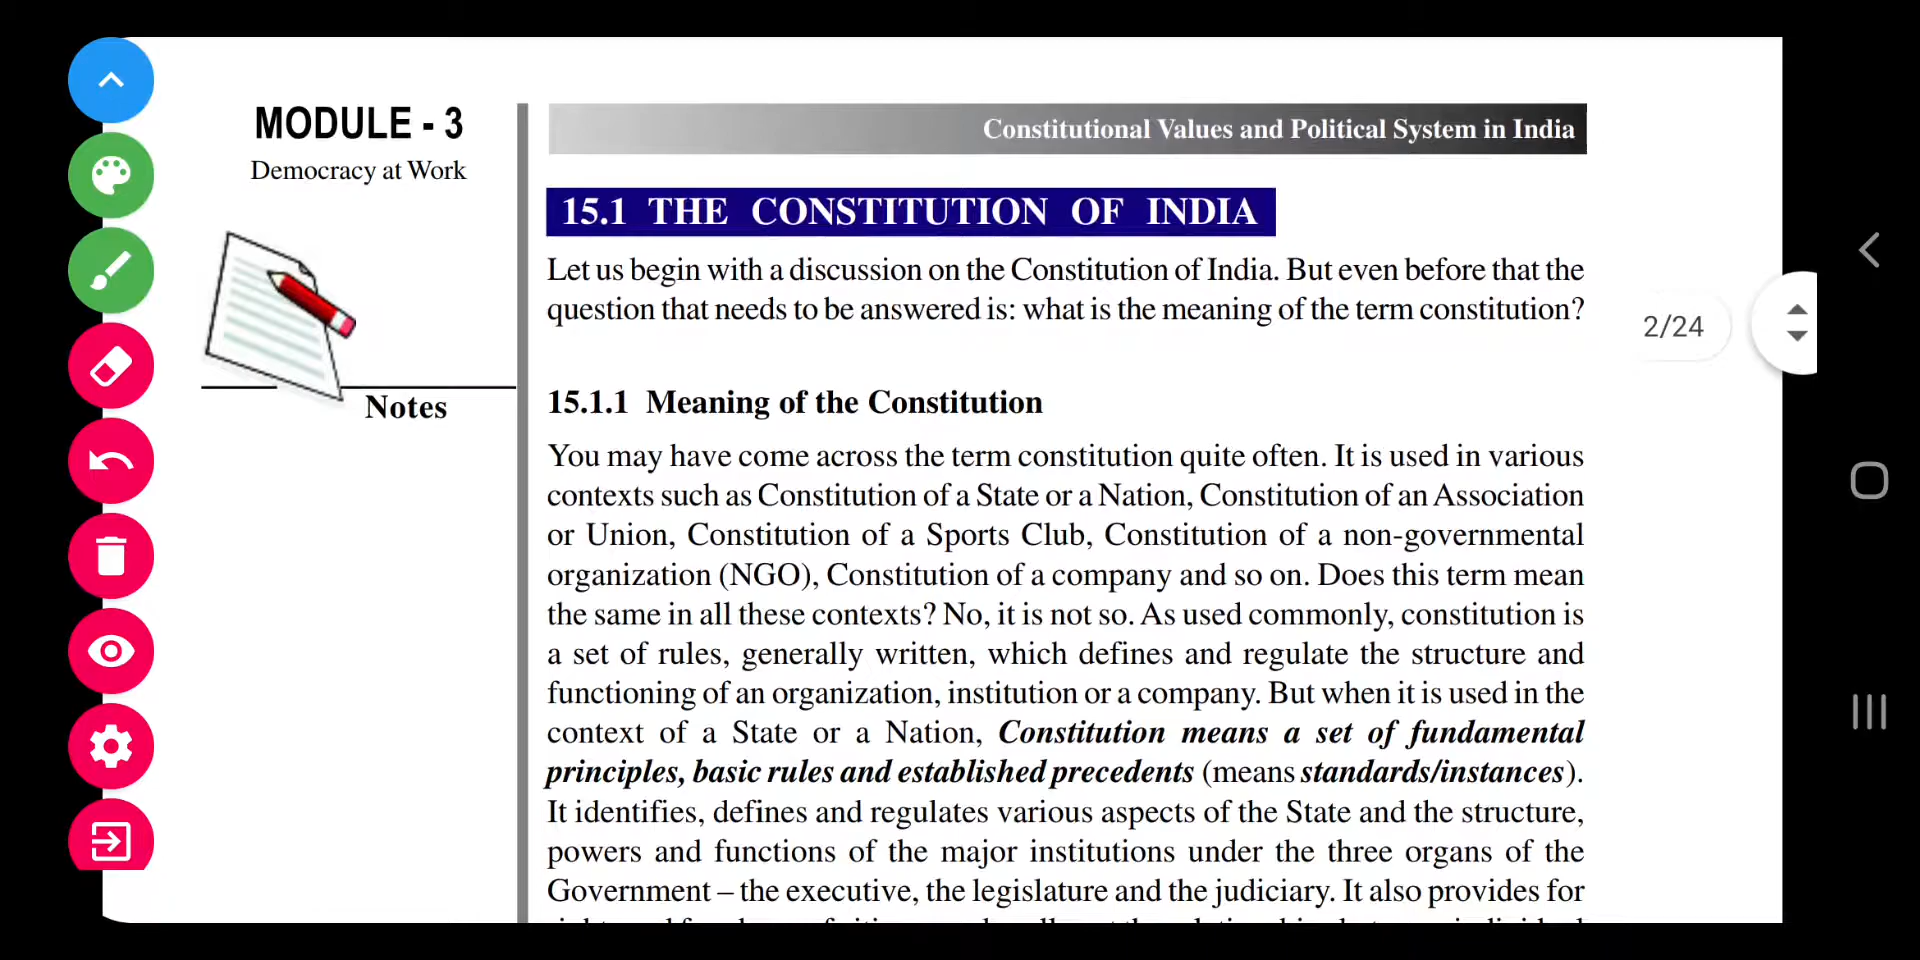 MODULE - 3
Democracy at Work
Notes
Constitutional Values and Political System in India
15.1 THE CONSTITUTION OF INDIA
Let us begin with a discussion on the Constitution of India. But even before that the
question that needs to be answered is: what is the meaning of the term constitution?
2/24
15.1.1 Meaning of the Constitution
You may have come across the term constitution quite often. It is used in various
contexts such as Constitution of a State or a Nation, Constitution of an Association
or Union, Constitution of a Sports Club, Constitution of a non-governmental
organization (NGO), Constitution of a company and so on. Does this term mean
the same in all these contexts? No, it is not so. As used commonly, constitution is
a set of rules, generally written, which defines and regulate the structure and
functioning of an organization, institution or a company. But when it is used in the
context of a State or a Nation, Constitution means a set of fundamental
principles, basic rules and established precedents (means standards/instances).
It identifies, defines and regulates various aspects of the State and the structure,
powers and functions of the major institutions under the three organs of the
Government – the executive, the legislature and the judiciary. It also provides for